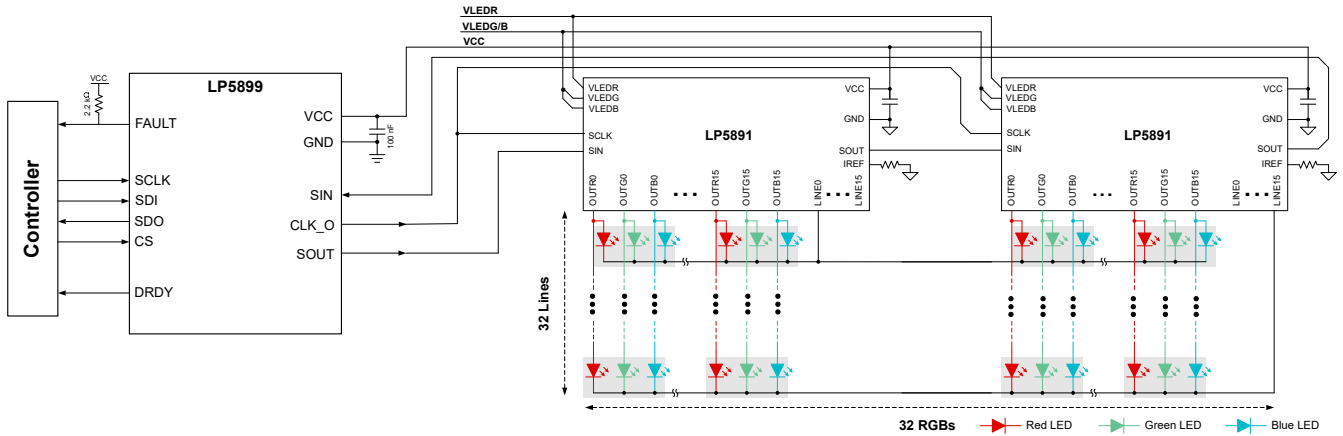 VLEDR
VLEDG/B
VCC
LP5899
VCC
2.2 kΩ
FAULT
SCLK
SDI
SDO
CS
DRDY
VCC
GND
SIN
CLK_O
SOUT
100 nF
Controller
VLEDR
VLEDG
VLEDB
SCLK
SIN
LP5891
VCC
GND
SOUT
IREF
OUTR0
OUTG0
OUTB0
OUTR15
OUTG15
OUTB15
LINE0
LINE15
VLEDR
VLEDG
VLEDB
SCLK
SIN
LP5891
VCC
GND
SOUT
IREF
OUTR0
OUTG0
OUTB0
...
OUTR15
OUTG15
OUTB15
LINE0
LINE15
32 Lines
32 RGBs
Red LED
Green LED
Blue LED